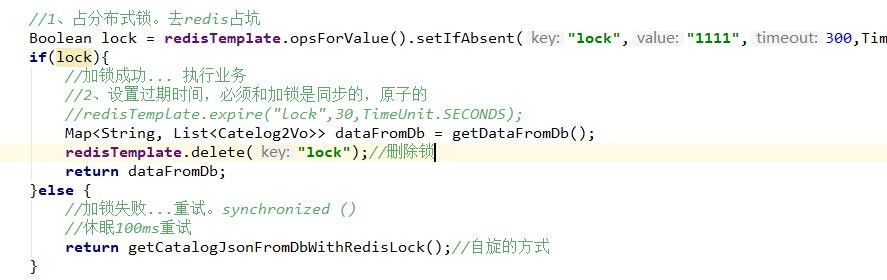 //1、占分布式锁。去redis占坑
Boolean lock = redisTemplate.opsForValue().setIfAbsent( key: "lock", value: "1111", timeout: 300,Tim
if(lock){
//加锁成功... 执行业务
//2、设置过期时间，必须和加锁是同步的，原子的
//redisTemplate.expire("lock",30,TimeUnit.SECONDS);
Map<String, List<Catelog2Vo>> dataFromDb = getDataFromDb();
redisTemplate.delete( key: "lock");//删除锁
return dataFromDb;
}else {
//加锁失败...重试。synchronized ()
//休眠100ms重试
return getCatalogJsonFromDbWithRedisLock();//自旋的方式
}